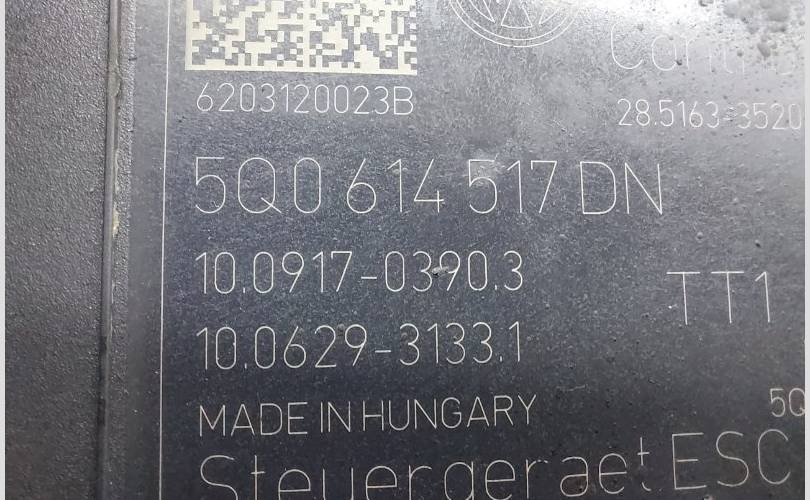 6203120023B
28.5163-3520
5Q0 614 517 DN
10.0917-0390.3
TT1
10.0629-3133.1
MADE IN HUNGARY
5Q
Steuergeraet ESC